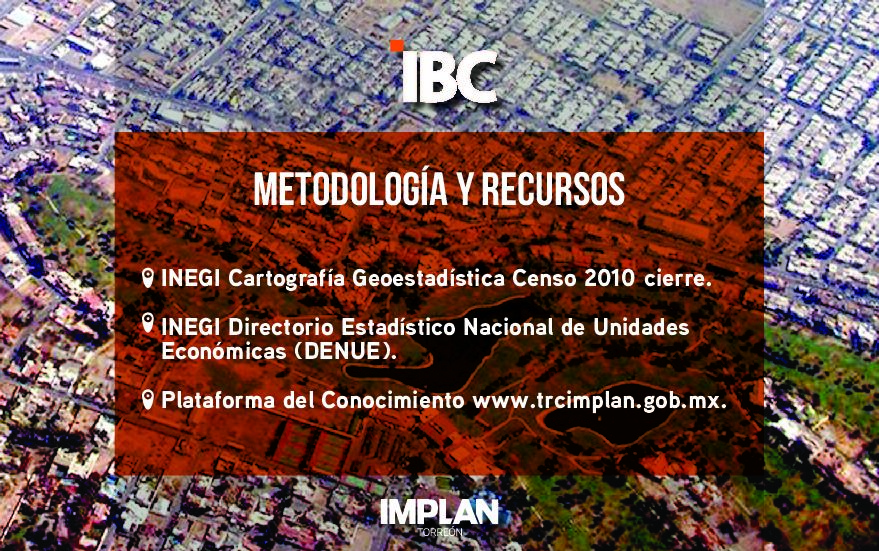 IBC
METODOLOGÍA Y RECURSOS
INEGI Cartografía Geoestadística Censo 2010 cierre.
INEGI Directorio Estadístico Nacional de Unidades
Económicas (DENUE).
Plataforma del Conocimiento www.trcimplan.gob.mx.
IMPLAN
TORREÓN